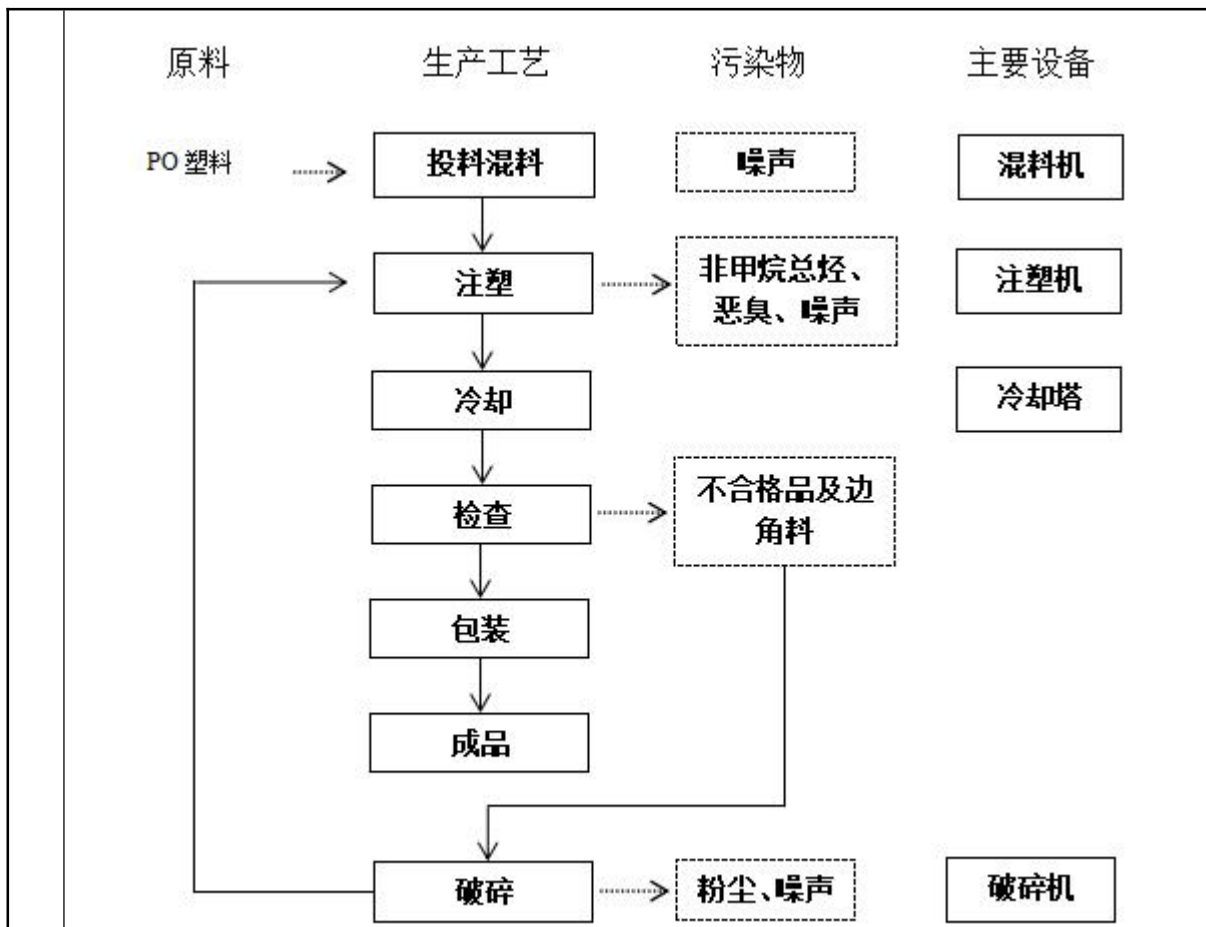 原料 生产工艺 污染物 主要设备
PO 塑料 投料混料 噪声 混料机
注塑 非甲烷总烃、
恶臭、噪声 注塑机
冷却 冷却塔
检查 不合格品及边
角料
包装
成品
破碎 粉尘、噪声 破碎机